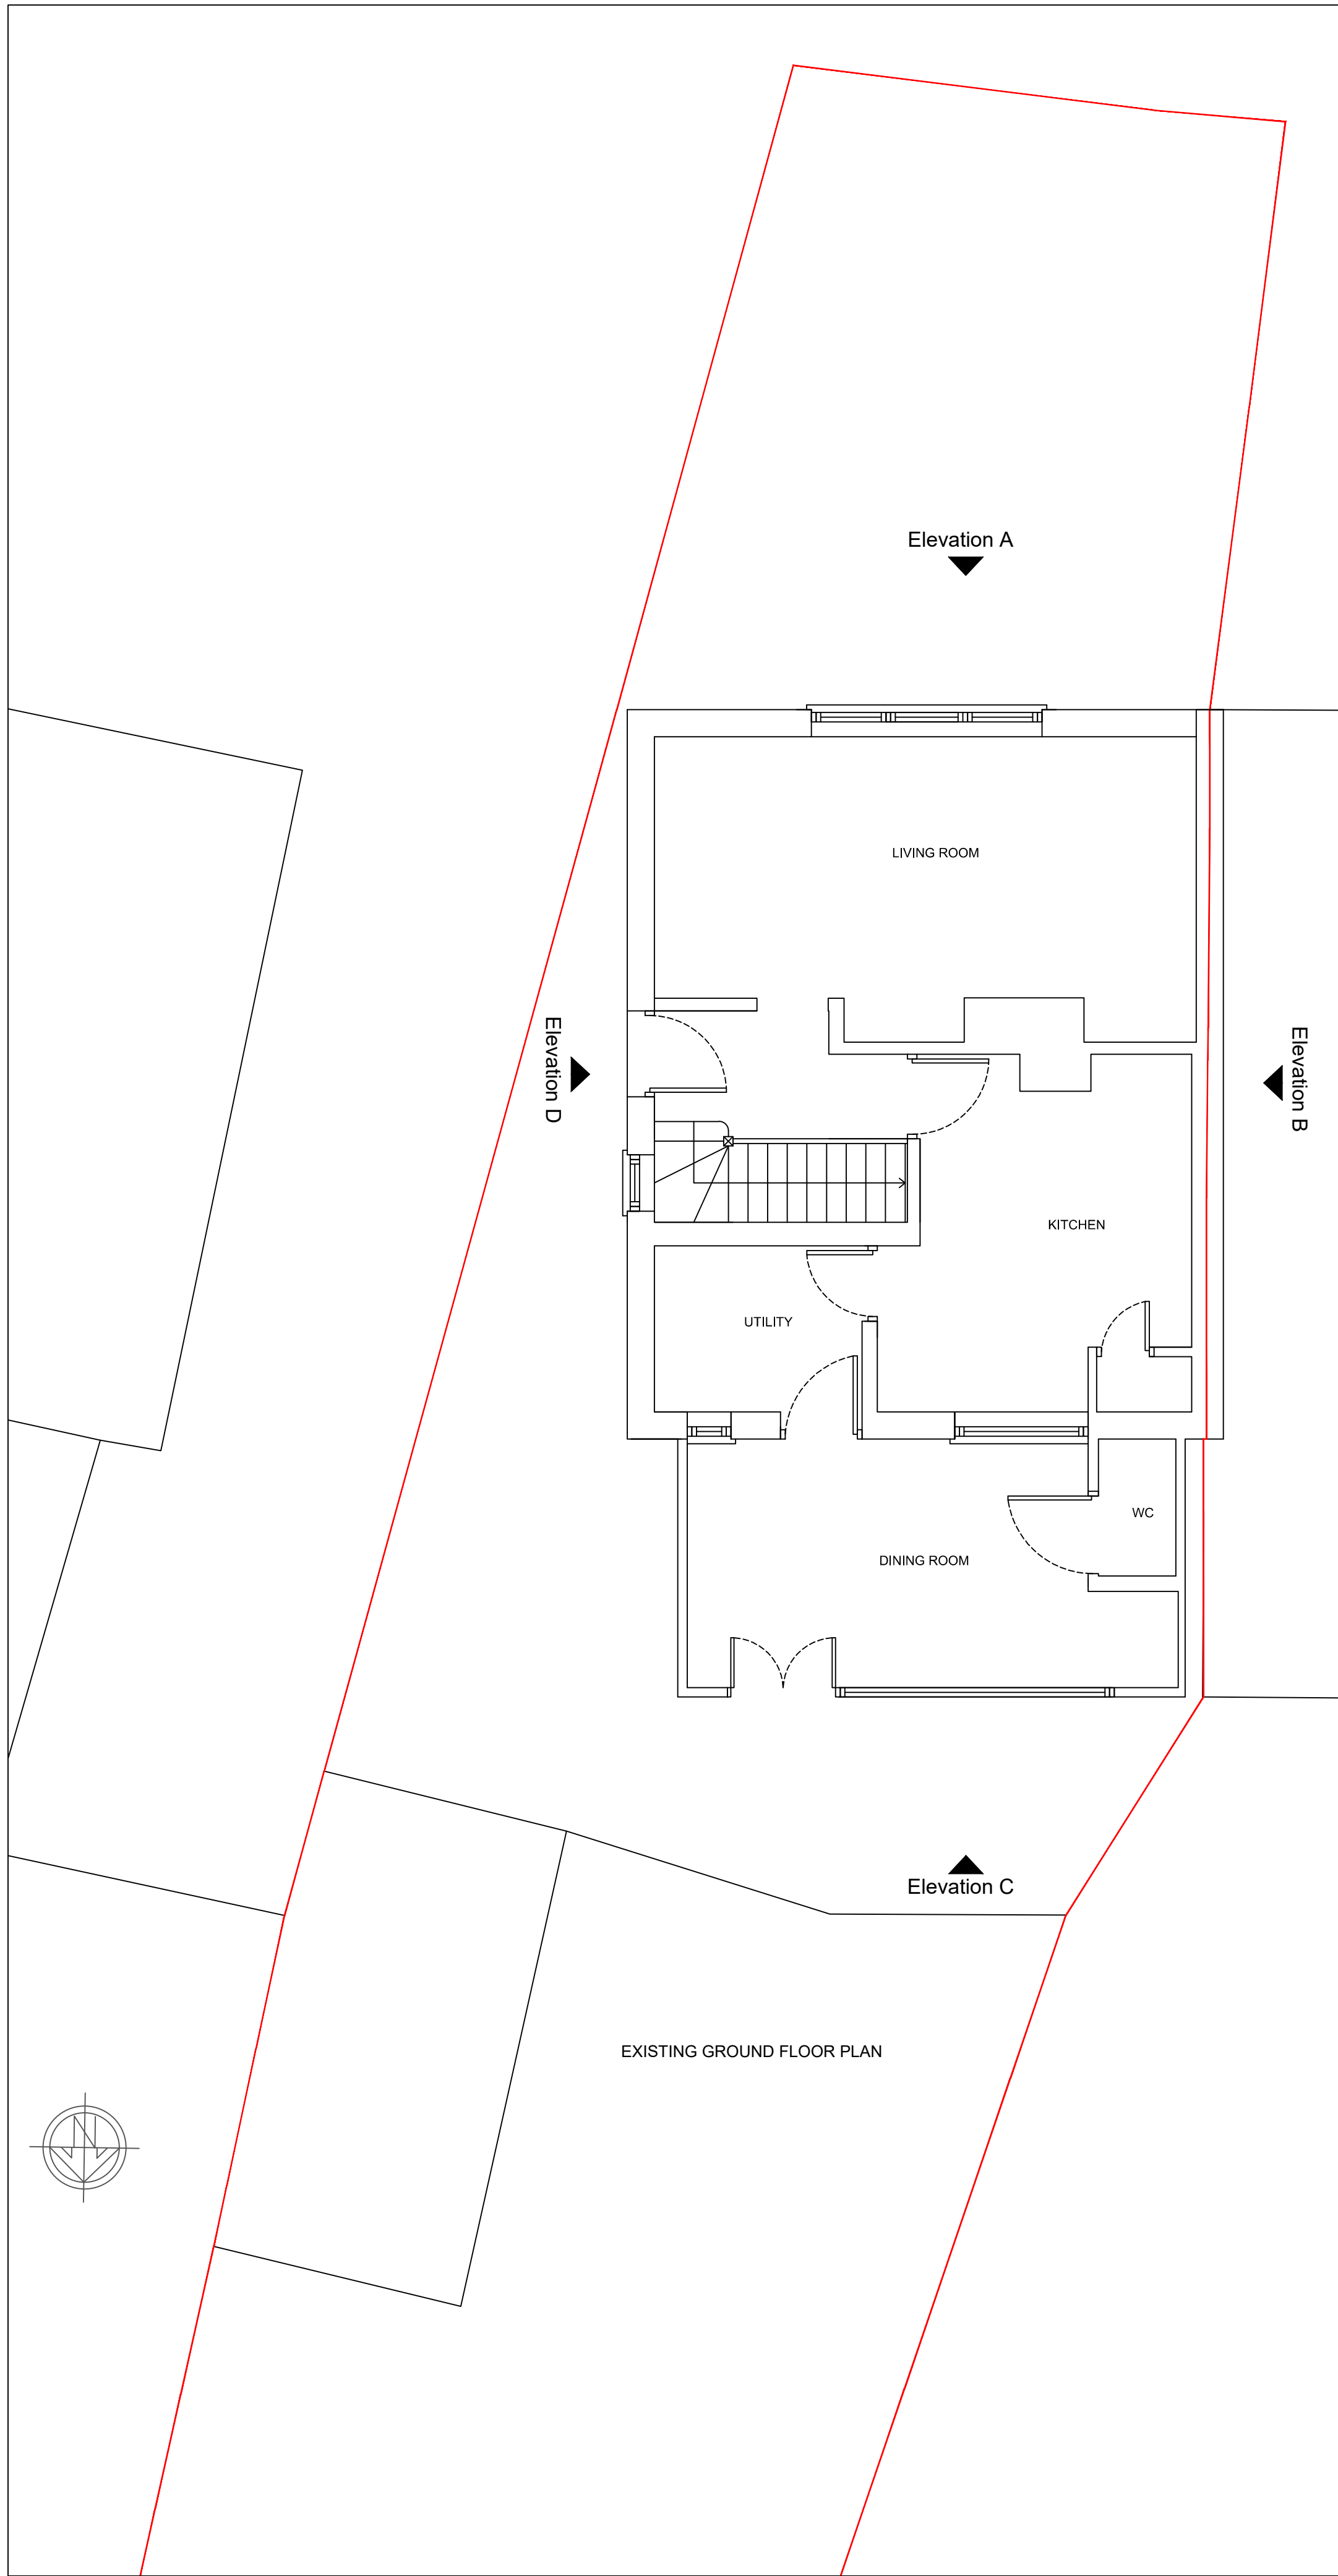 Elevation A
LIVING ROOM
Elevation D
Elevation B
KITCHEN
UTILITY
WC
DINING ROOM
Elevation C
EXISTING GROUND FLOOR PLAN
N